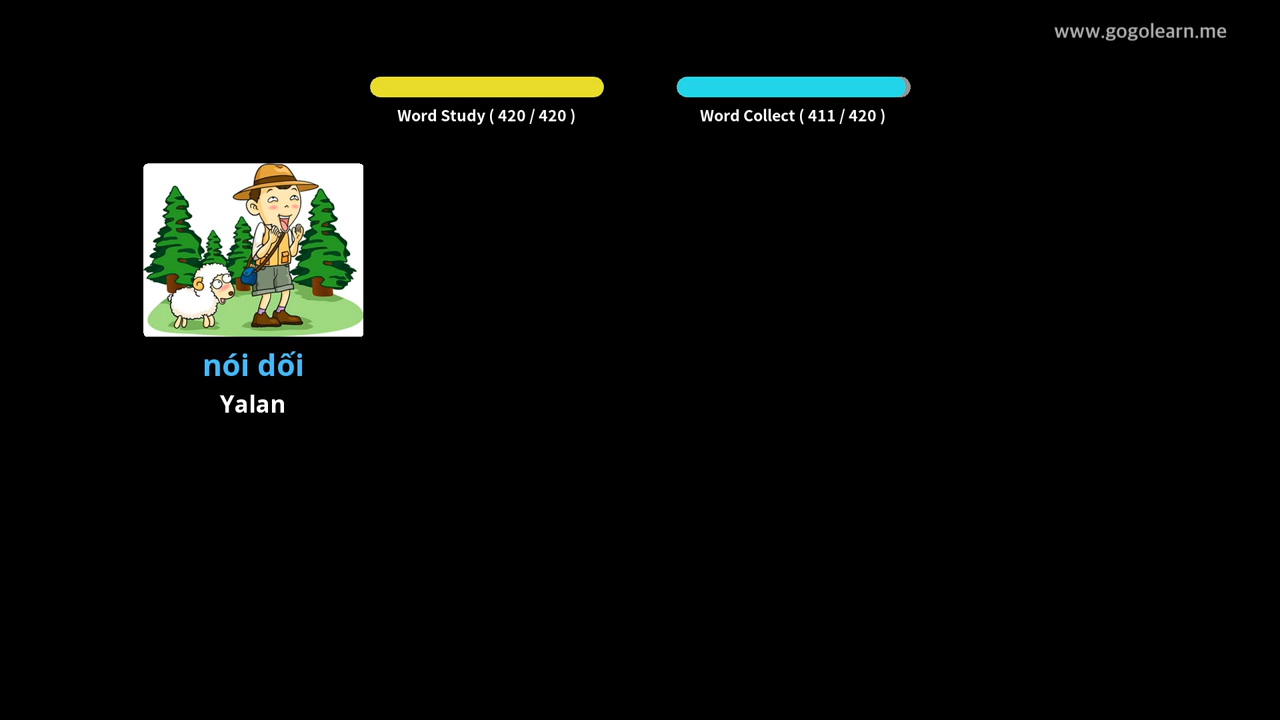 www.gogolearn.me
Word Study ( 420 / 420 )
Word Collect ( 411 / 420 )
nói dối
Yalan